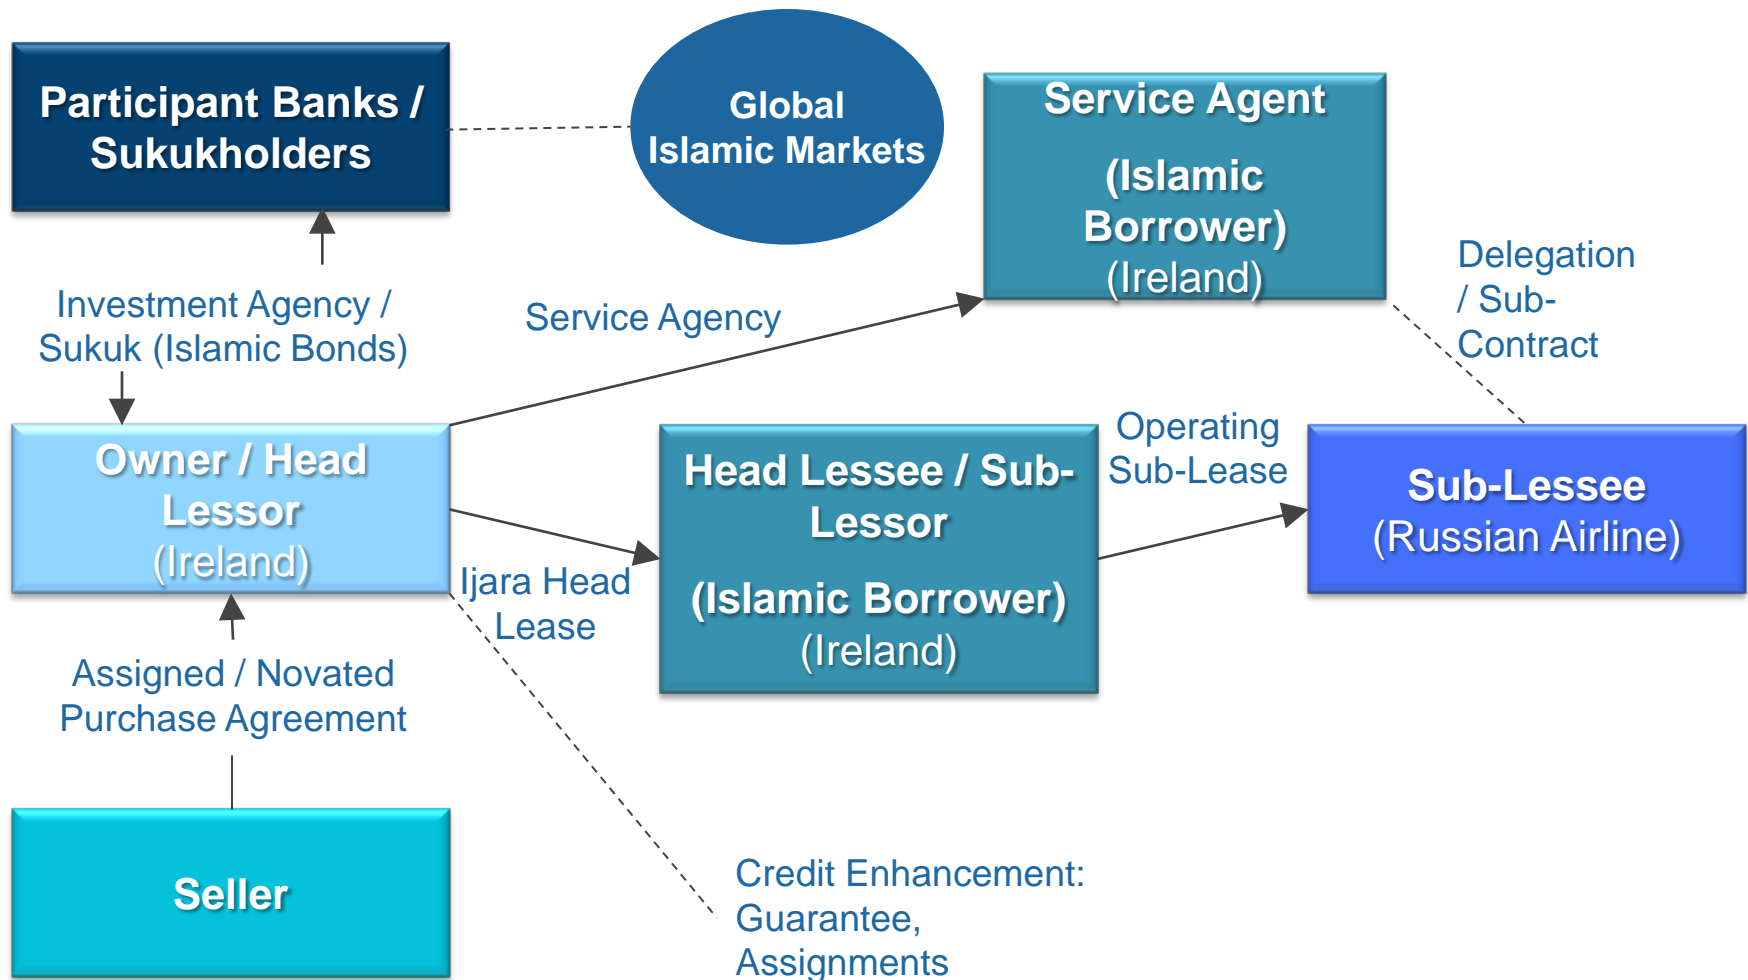 Participant Banks /
Sukukholders
Global
Islamic Markets
Service Agent
(Islamic
Borrower)
(Ireland)
Delegation
/ Sub-
Contract
Investment Agency /
Sukuk (Islamic Bonds)
Service Agency
Owner / Head
Lessor
(Ireland)
Head Lessee / Sub-
Lessor
(Islamic Borrower)
(Ireland)
Operating
Sub-Lease
Sub-Lessee
(Russian Airline)
Ijara Head
Lease
Assigned / Novated
Purchase Agreement
Seller
Credit Enhancement:
Guarantee,
Assignments